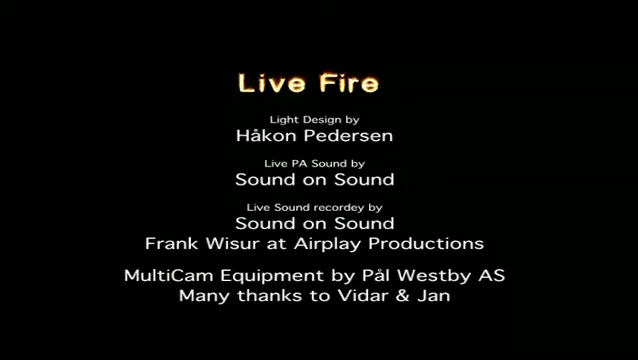 Live Fire
Light Design by
Håkon Pedersen
Live PA Sound by
Sound on Sound
Live Sound recordey by
Sound on Sound
Frank Wisur at Airplay Productions
MultiCam Equipment by Pål Westby AS
Many thanks to Vidar & Jan